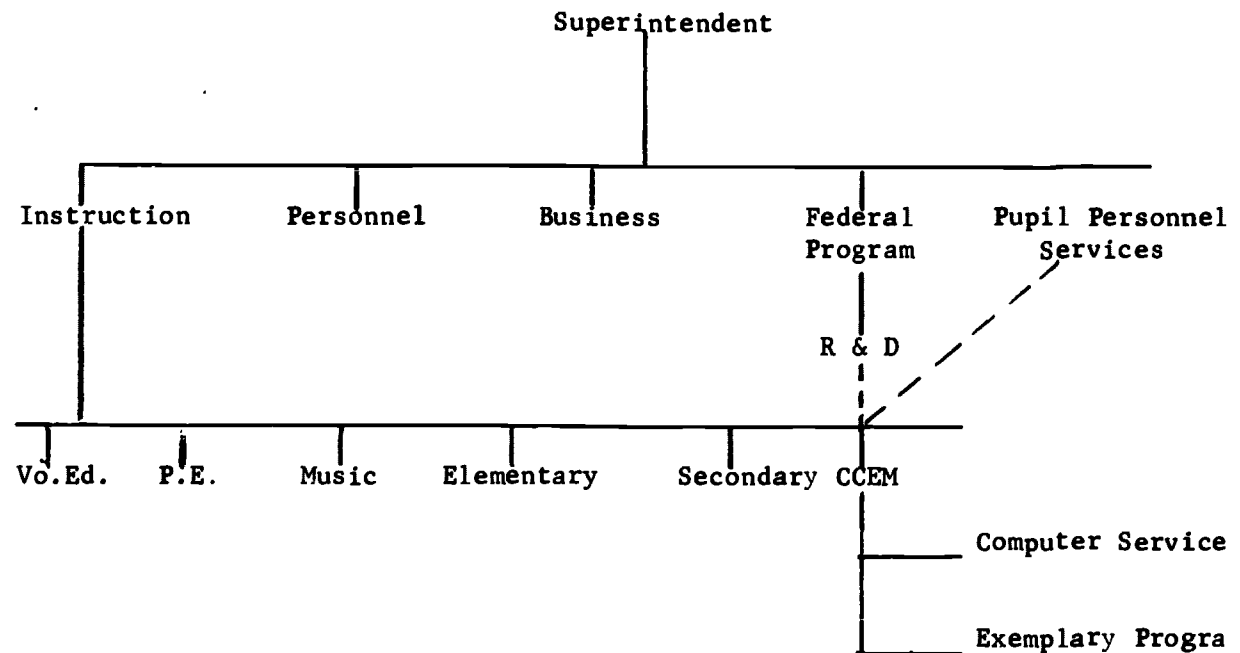 Superintendent
Instruction Personnel Business Federal Program Pupil Personnel Services
R & D
Vo.Ed. P.E. Music Elementary Secondary CCEM
Computer Service
Exemplary Progra